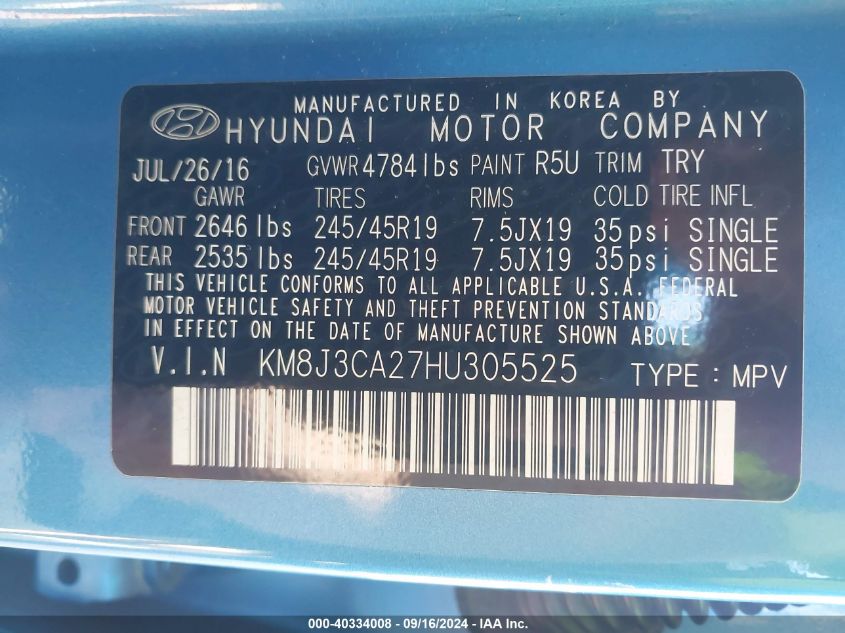 MANUFACTURED IN KOREA BY
HYUNDAI MOTOR COMPANY
JUL/26/16 GVWR 4784 lbs PAINT R5U TRIM TRY
GAWR TIRES RIMS COLD TIRE INFL
FRONT 2646 lbs 245/45R19 7.5JX19 35psi SINGLE
REAR 2535 lbs 245/45R19 7.5JX19 35psi SINGLE
THIS VEHICLE CONFORMS TO ALL APPLICABLE U.S.A. FEDERAL
MOTOR VEHICLE SAFETY AND THEFT PREVENTION STANDARDS
IN EFFECT ON THE DATE OF MANUFACTURE SHOWN ABOVE
V.I.N KM8J3CA27HU305525 TYPE : MPV
000-40334008 - 09/16/2024 - IAA Inc.